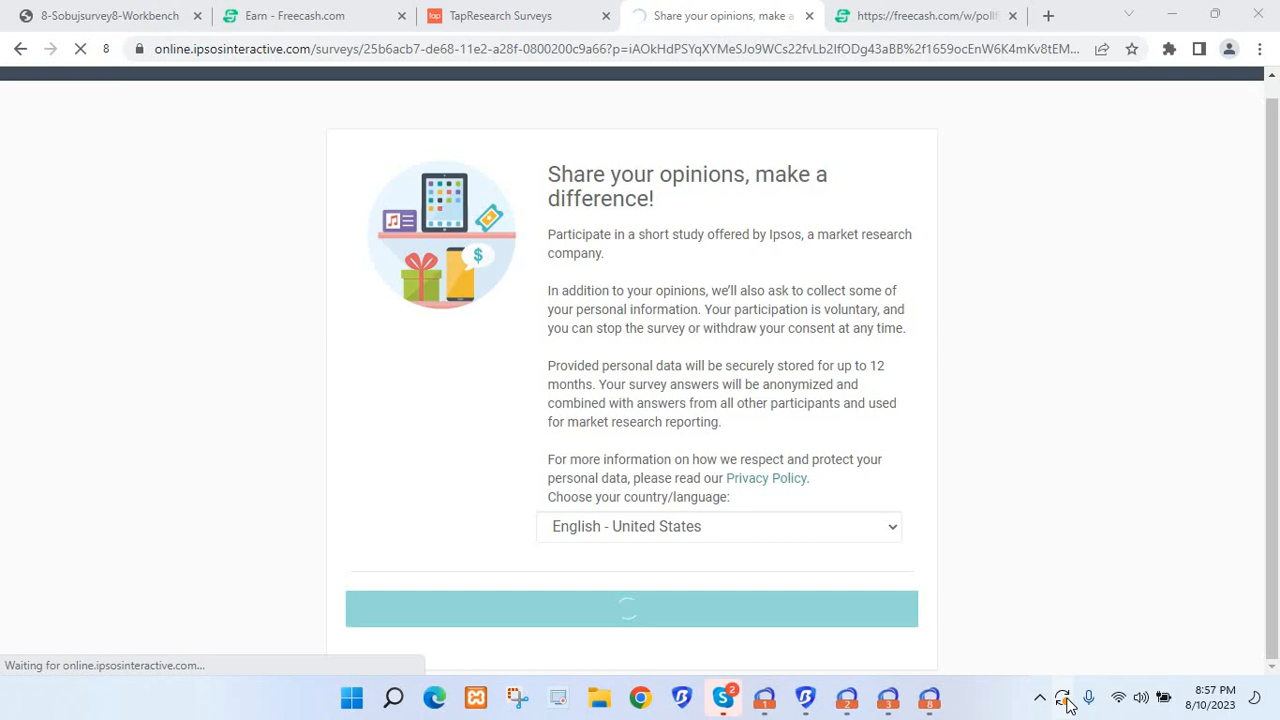 8-Sobujsurvey8-Workbench
Earn - Freecash.com
TapResearch Surveys
Share your opinions, make a
https://freecash.com/w/pollf
8
online.ipsosinteractive.com/surveys/25b6acb7-de68-11e2-a28f-0800200c9a66?p=iAOkHdPSYqXYMeSJo9WCs22fvLb2IfODg43aBB%2f1659ocEnW6K4mKv8tEM...
Share your opinions, make a
difference!
Participate in a short study offered by Ipsos, a market research
company.
In addition to your opinions, we'll also ask to collect some of
your personal information. Your participation is voluntary, and
you can stop the survey or withdraw your consent at any time.
Provided personal data will be securely stored for up to 12
months. Your survey answers will be anonymized and
combined with answers from all other participants and used
for market research reporting.
For more information on how we respect and protect your
personal data, please read our Privacy Policy.
Choose your country/language:
English - United States
Waiting for online.ipsosinteractive.com...
2
1
2
3
8
8:57 PM
8/10/2023